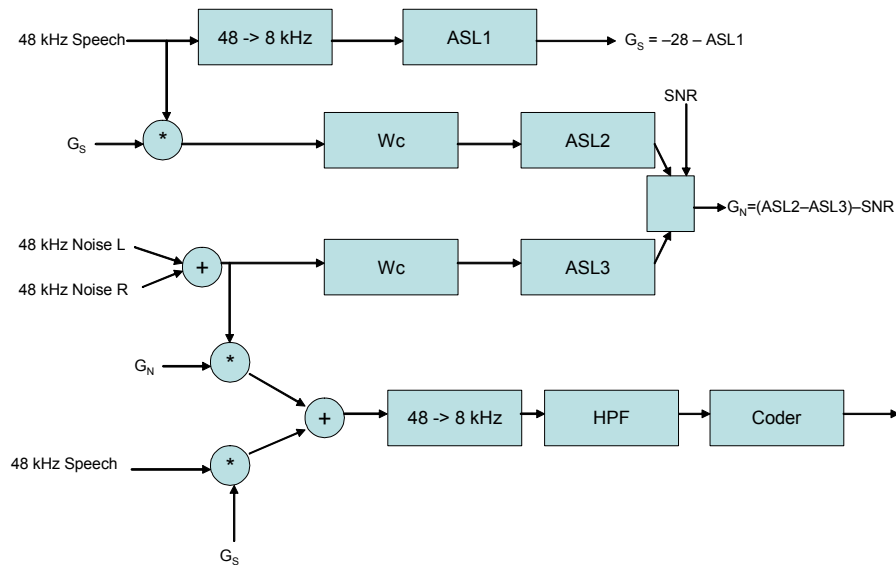 48 kHz Speech
48 -> 8 kHz
ASL1
G_S = –28 – ASL1
SNR
G_S
*
Wc
ASL2
G_N=(ASL2–ASL3)–SNR
48 kHz Noise L
48 kHz Noise R
+
Wc
ASL3
G_N
*
+
48 -> 8 kHz
HPF
Coder
48 kHz Speech
*
G_S